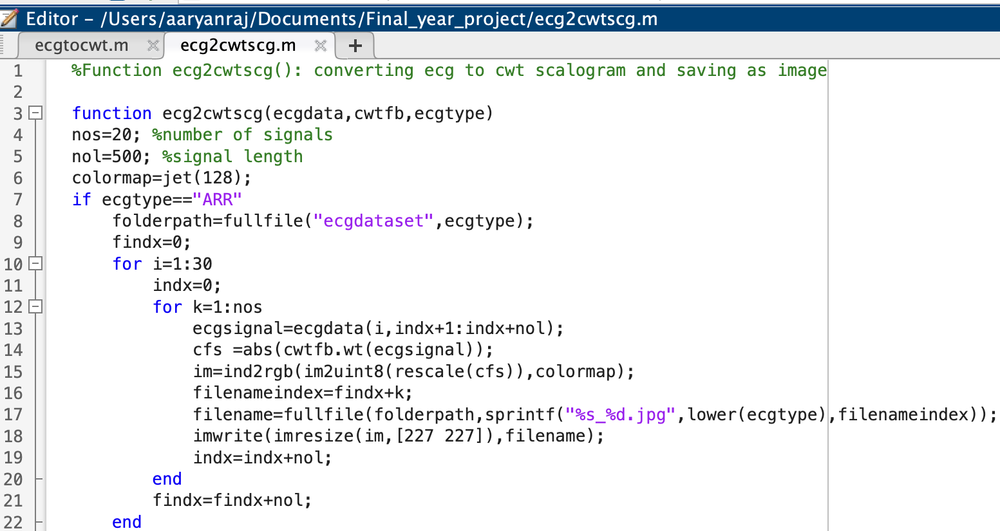 Editor – /Users/aaryanraj/Documents/Final_year_project/ecg2cwtscg.m
ecgtocwt.m ecg2cwtscg.m +
1 %Function ecg2cwtscg(): converting ecg to cwt scalogram and saving as image
2
3 function ecg2cwtscg(ecgdata,cwtfb,ecgtype)
4 nos=20; %number of signals
5 nol=500; %signal length
6 colormap=jet(128);
7 if ecgtype=="ARR"
8 folderpath=fullfile("ecgdataset",ecgtype);
9 findx=0;
10 for i=1:30
11 indx=0;
12 for k=1:nos
13 ecgsignal=ecgdata(i,indx+1:indx+nol);
14 cfs =abs(cwtfb.wt(ecgsignal));
15 im=ind2rgb(im2uint8(rescale(cfs)),colormap);
16 filenameindex=findx+k;
17 filename=fullfile(folderpath,sprintf("%s_%d.jpg",lower(ecgtype),filenameindex));
18 imwrite(imresize(im,[227 227]),filename);
19 indx=indx+nol;
20 end
21 findx=findx+nol;
22 end